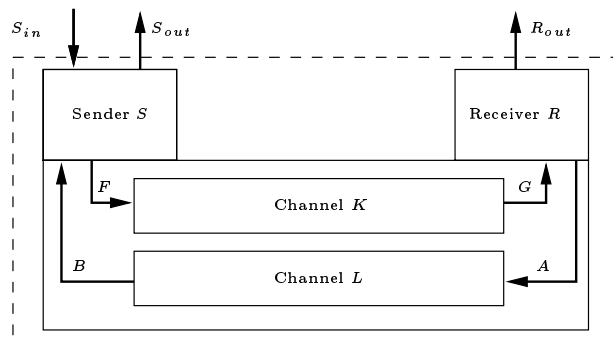 S_in S_out R_out
Sender S Receiver R
F G
Channel K
B A
Channel L